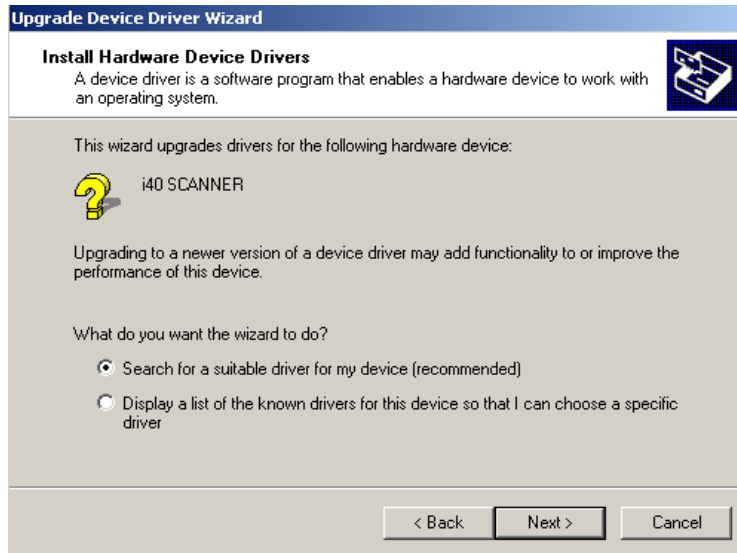 Upgrade Device Driver Wizard
Install Hardware Device Drivers
A device driver is a software program that enables a hardware device to work with
an operating system.
This wizard upgrades drivers for the following hardware device:
i40 SCANNER
Upgrading to a newer version of a device driver may add functionality to or improve the
performance of this device.
What do you want the wizard to do?
Search for a suitable driver for my device (recommended)
Display a list of the known drivers for this device so that I can choose a specific
driver
< Back
Next >
Cancel